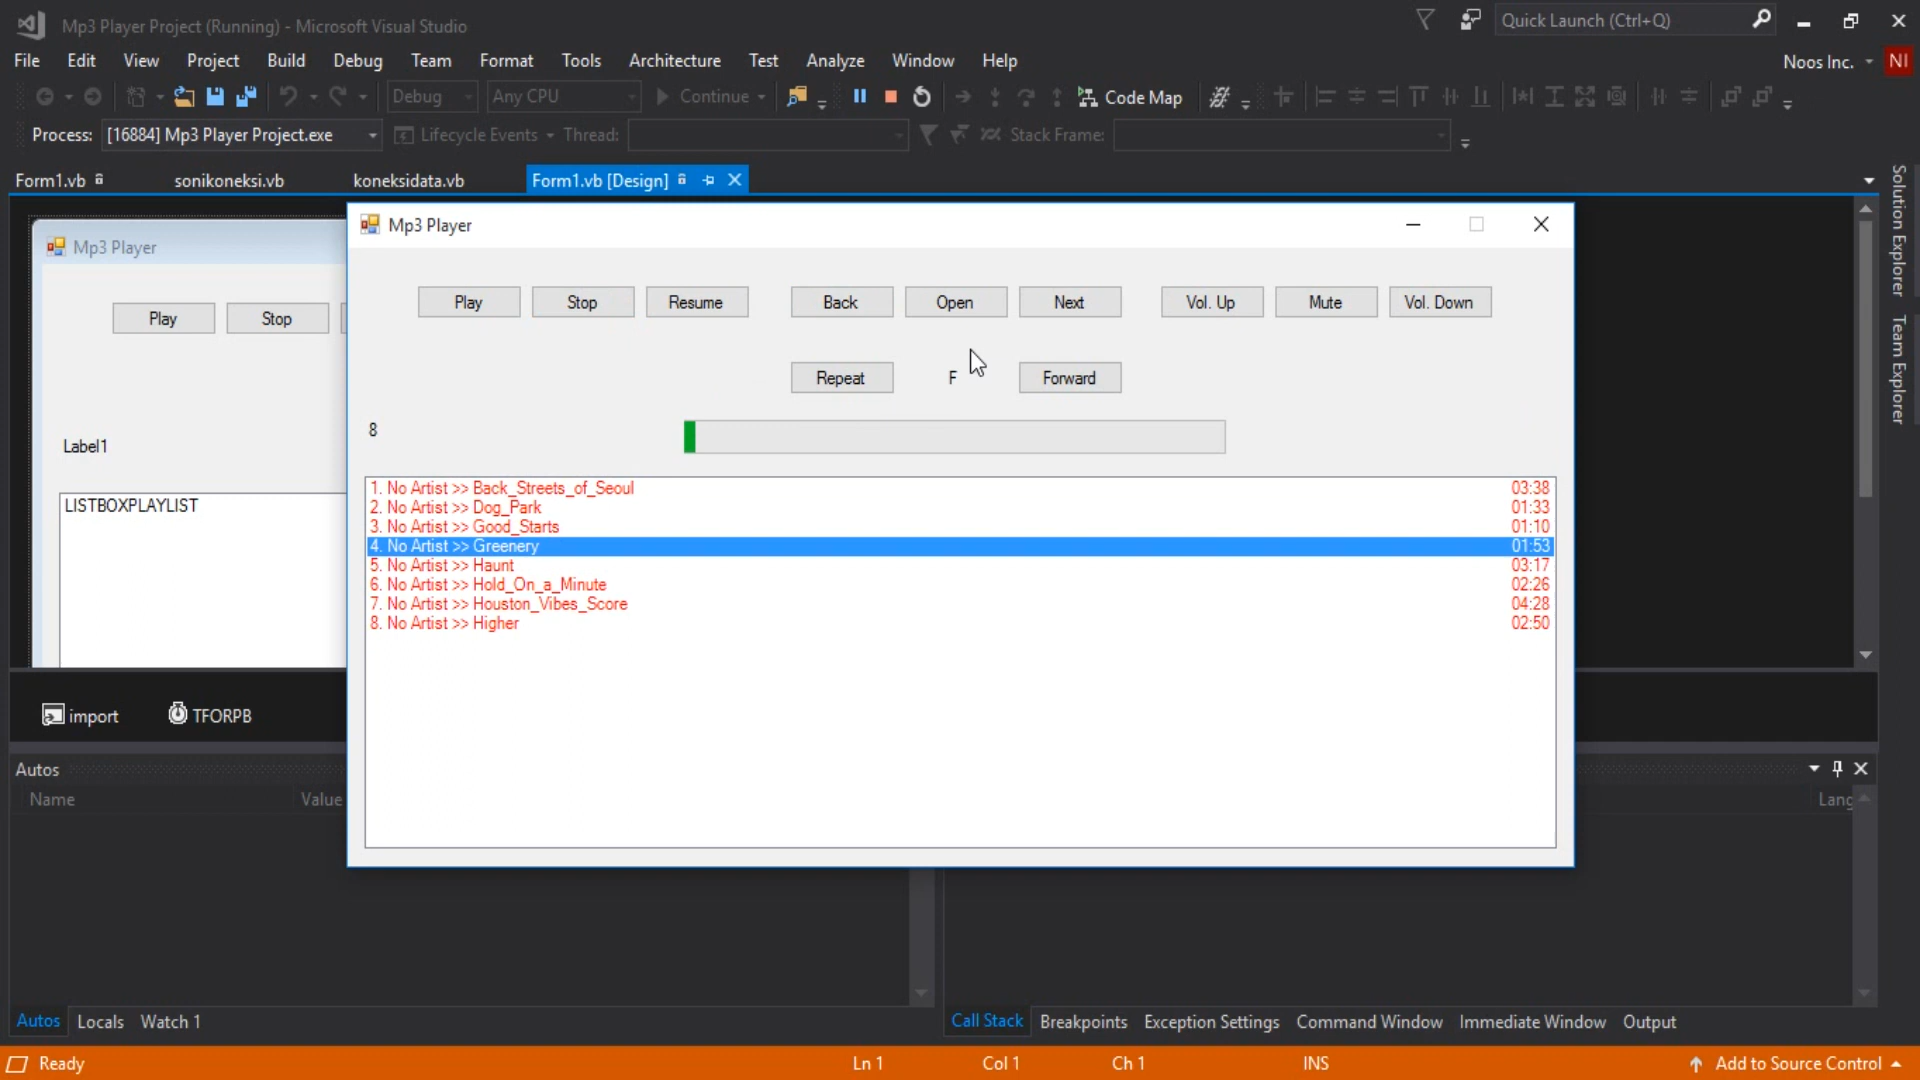 Mp3 Player Project (Running) - Microsoft Visual Studio
Quick Launch (Ctrl+Q)
File Edit View Project Build Debug Team Format Tools Architecture Test Analyze Window Help
Noos Inc. NI
Debug Any CPU Continue Code Map
Process: [16884] Mp3 Player Project.exe Lifecycle Events Thread: Stack Frame:
Form1.vb sonikoneksi.vb koneksidata.vb Form1.vb [Design]
Solution Explorer
Team Explorer
Mp3 Player
Play Stop
Label1
LISTBOXPLAYLIST
Mp3 Player
Play Stop Resume Back Open Next Vol. Up Mute Vol. Down
Repeat F Forward
8
1. No Artist >> Back_Streets_of_Seoul 03:38
2. No Artist >> Dog_Park 01:33
3. No Artist >> Good_Starts 01:10
4. No Artist >> Greenery 01:53
5. No Artist >> Haunt 03:17
6. No Artist >> Hold_On_a_Minute 02:26
7. No Artist >> Houston_Vibes_Score 04:28
8. No Artist >> Higher 02:50
import TFORPB
Autos
Name Value
Lang
Autos Locals Watch 1
Call Stack Breakpoints Exception Settings Command Window Immediate Window Output
Ready Ln 1 Col 1 Ch 1 INS Add to Source Control